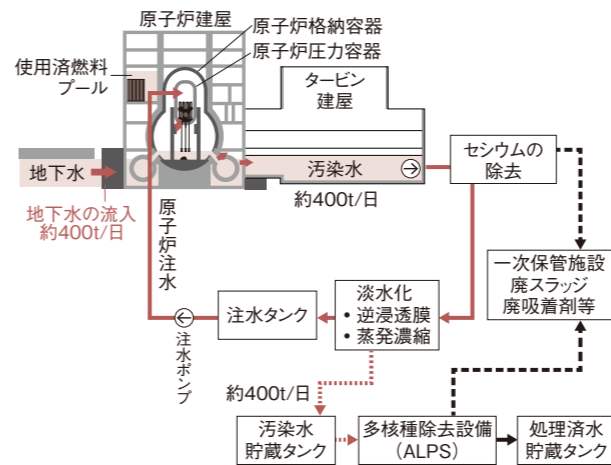 原子炉建屋
原子炉格納容器
原子炉圧力容器
使用済燃料
プール
タービン
建屋
セシウムの
除去
地下水
汚染水
約400t/日
地下水の流入
約400t/日
原子炉注水
一次保管施設
廃スラッジ
廃吸着剤等
淡水化
・逆浸透膜
・蒸発濃縮
注水タンク
注水ポンプ
約400t/日
汚染水
貯蔵タンク
多核種除去設備
(ALPS)
処理済水
貯蔵タンク